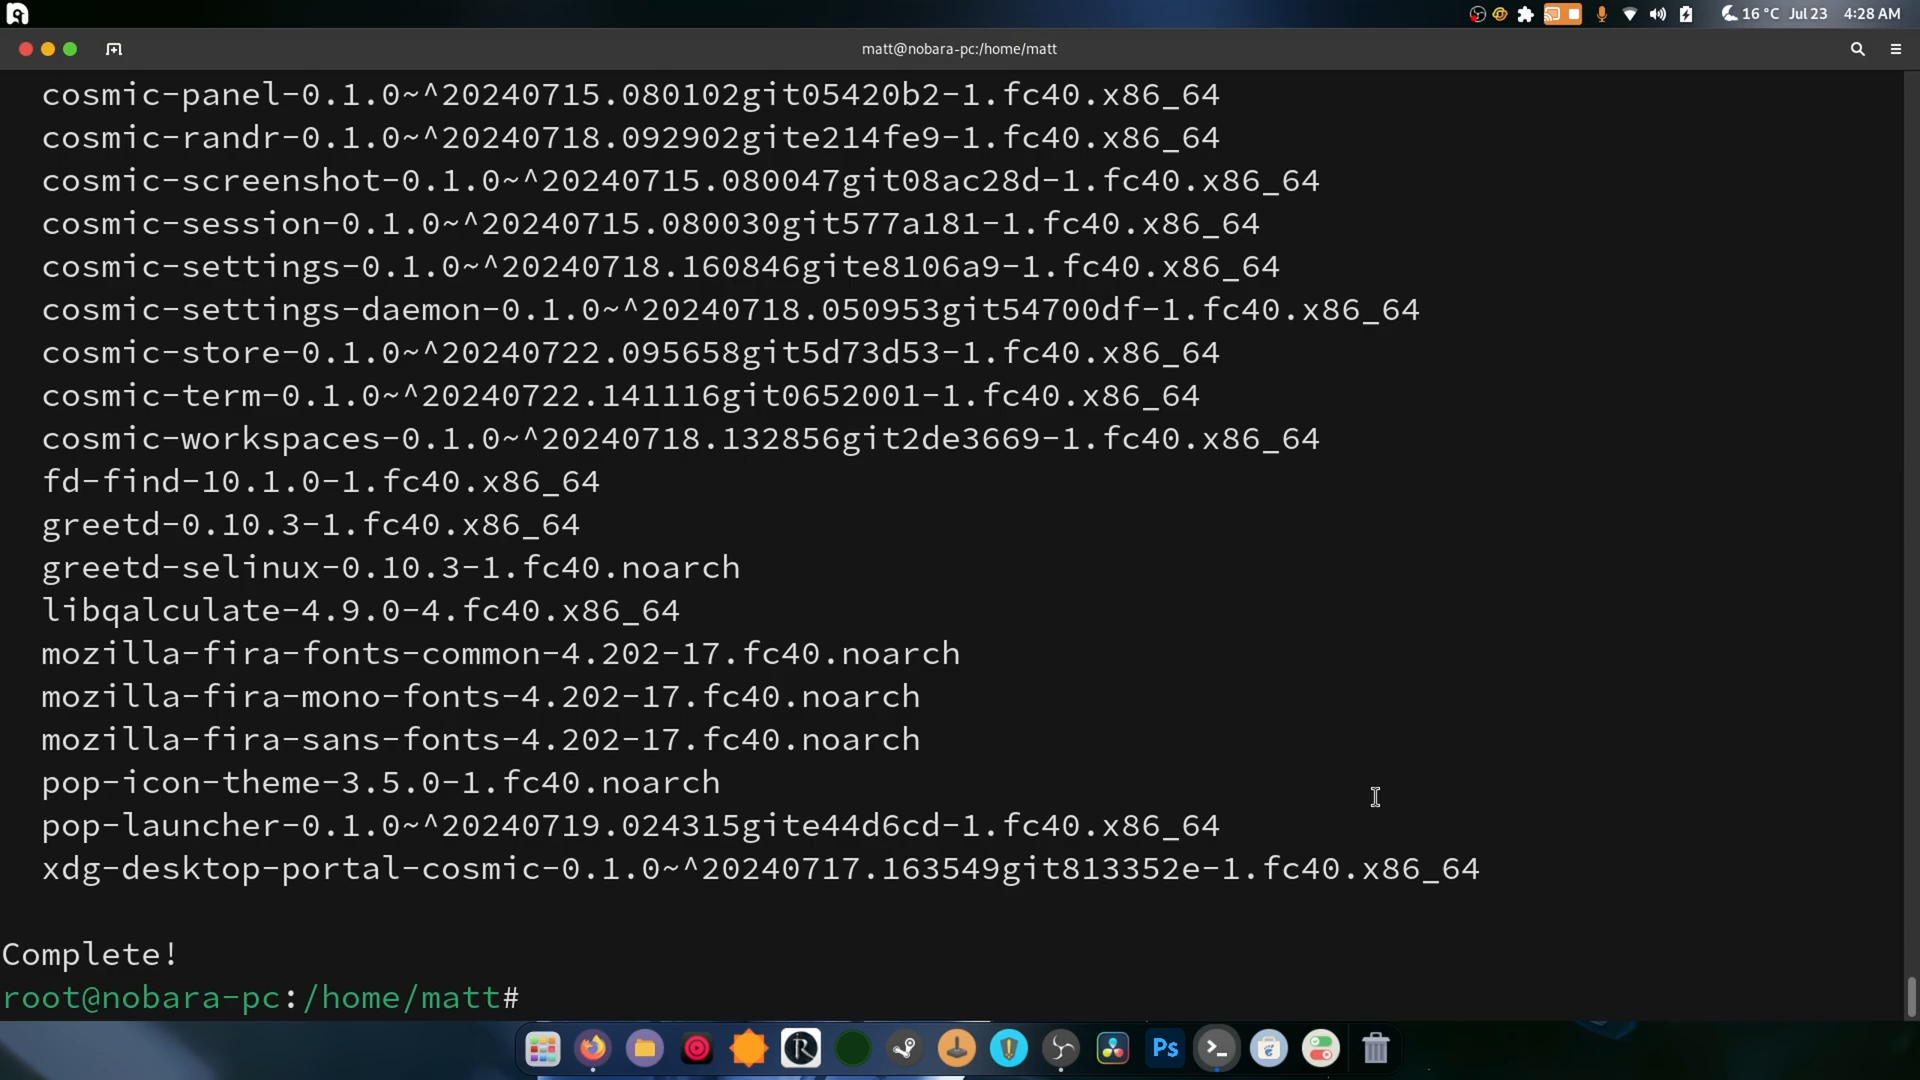 16 °C Jul 23 4:28 AM
matt@nobara-pc:/home/matt
cosmic-panel-0.1.0~^20240715.080102git05420b2-1.fc40.x86_64
cosmic-randr-0.1.0~^20240718.092902gite214fe9-1.fc40.x86_64
cosmic-screenshot-0.1.0~^20240715.080047git08ac28d-1.fc40.x86_64
cosmic-session-0.1.0~^20240715.080030git577a181-1.fc40.x86_64
cosmic-settings-0.1.0~^20240718.160846gite8106a9-1.fc40.x86_64
cosmic-settings-daemon-0.1.0~^20240718.050953git54700df-1.fc40.x86_64
cosmic-store-0.1.0~^20240722.095658git5d73d53-1.fc40.x86_64
cosmic-term-0.1.0~^20240722.141116git0652001-1.fc40.x86_64
cosmic-workspaces-0.1.0~^20240718.132856git2de3669-1.fc40.x86_64
fd-find-10.1.0-1.fc40.x86_64
greetd-0.10.3-1.fc40.x86_64
greetd-selinux-0.10.3-1.fc40.noarch
libqalculate-4.9.0-4.fc40.x86_64
mozilla-fira-fonts-common-4.202-17.fc40.noarch
mozilla-fira-mono-fonts-4.202-17.fc40.noarch
mozilla-fira-sans-fonts-4.202-17.fc40.noarch
pop-icon-theme-3.5.0-1.fc40.noarch
pop-launcher-0.1.0~^20240719.024315gite44d6cd-1.fc40.x86_64
xdg-desktop-portal-cosmic-0.1.0~^20240717.163549git813352e-1.fc40.x86_64
Complete!
root@nobara-pc:/home/matt#
Ps